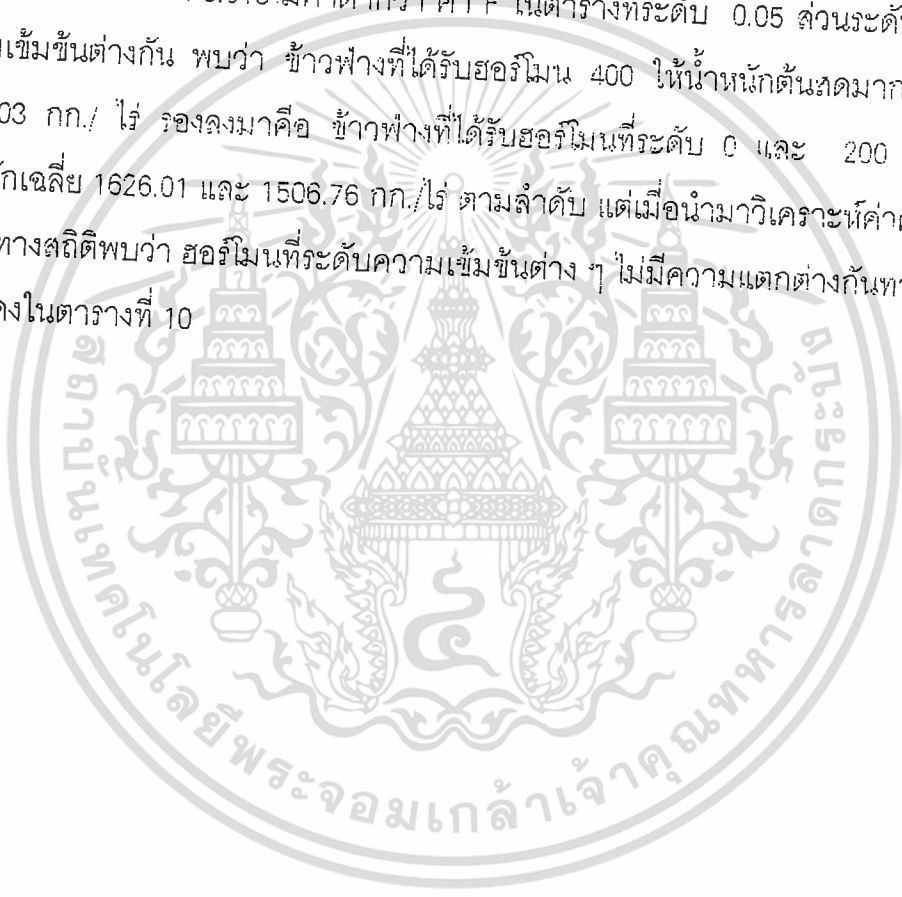 ในตารางที่ระดับ 0.05 ส่วนระดั
เข้มข้นต่างกัน พบว่า ข้าวฟ่างที่ได้รับฮอร์โมน 400 ให้น้ำหนักต้นสดมาก
03 กก./ ไร่ รองลงมาคือ ข้าวฟ่างที่ได้รับฮอร์โมนที่ระดับ 0 และ 200
กเฉลี่ย 1626.01 และ 1506.76 กก./ไร่ ตามลำดับ แต่เมื่อนำมาวิเคราะห์ค่า
ทางสถิติพบว่า ฮอร์โมนที่ระดับความเข้มข้นต่าง ๆ ไม่มีความแตกต่างกันทา
งในตารางที่ 10
สถาบันเทคโนโลยีพระจอมเกล้าเจ้าคุณทหารลาดกระบัง